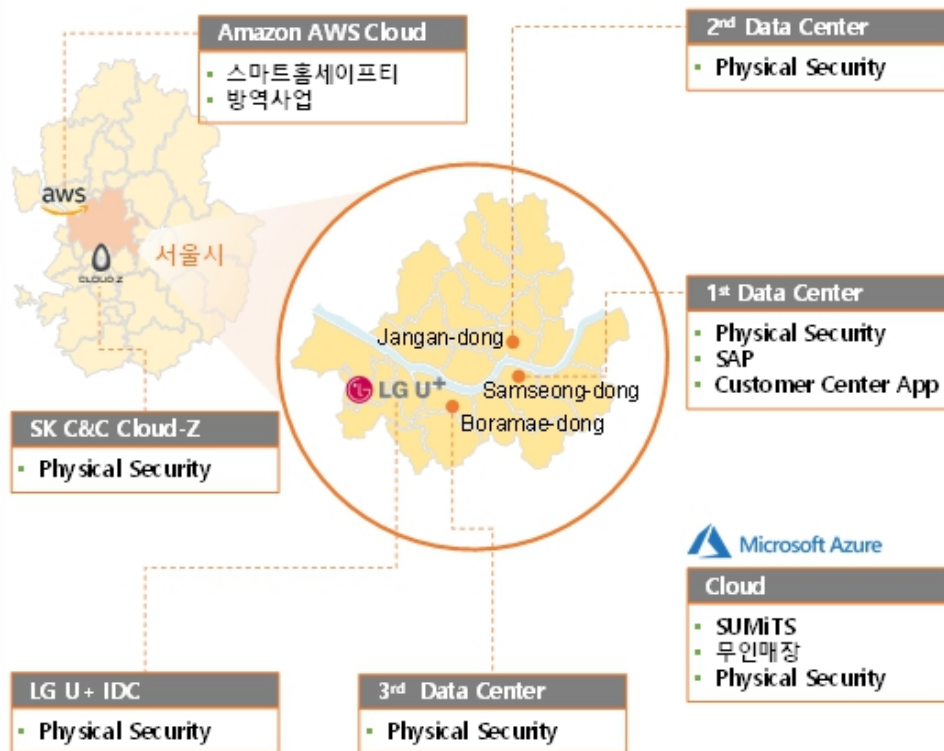 Amazon AWS Cloud
스마트홈세이프티
방역사업
2nd Data Center
Physical Security
aws
CLOUD Z
서울시
1st Data Center
Physical Security
SAP
Customer Center App
Jangan-dong
LG U+
Samseong-dong
Boramae-dong
SK C&C Cloud-Z
Physical Security
Microsoft Azure
Cloud
SUMiTS
무인매장
Physical Security
LG U+ IDC
Physical Security
3rd Data Center
Physical Security